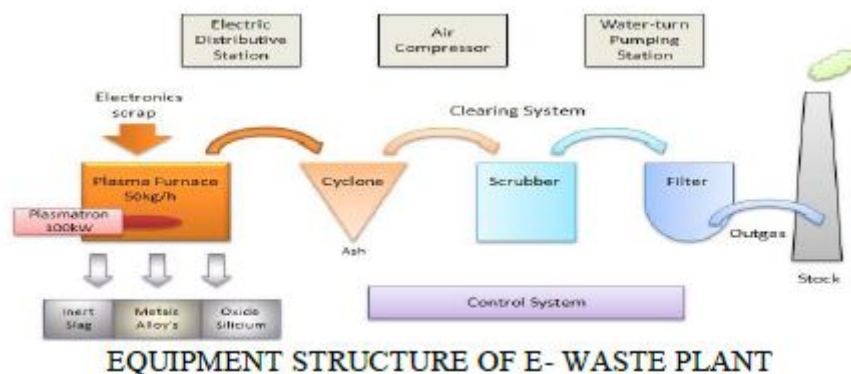 Electric
Distributive
Station
Air
Compressor
Water-turn
Pumping
Station
Electronics
scrap
Clearing System
Plasma Furnace
50kg/h
Plasmatron
100kW
Cyclone
Ash
Scrubber
Filter
Outgas
Stock
Inert
Slag
Metals
Alloy's
Oxide
Silicium
Control System
EQUIPMENT STRUCTURE OF E- WASTE PLANT